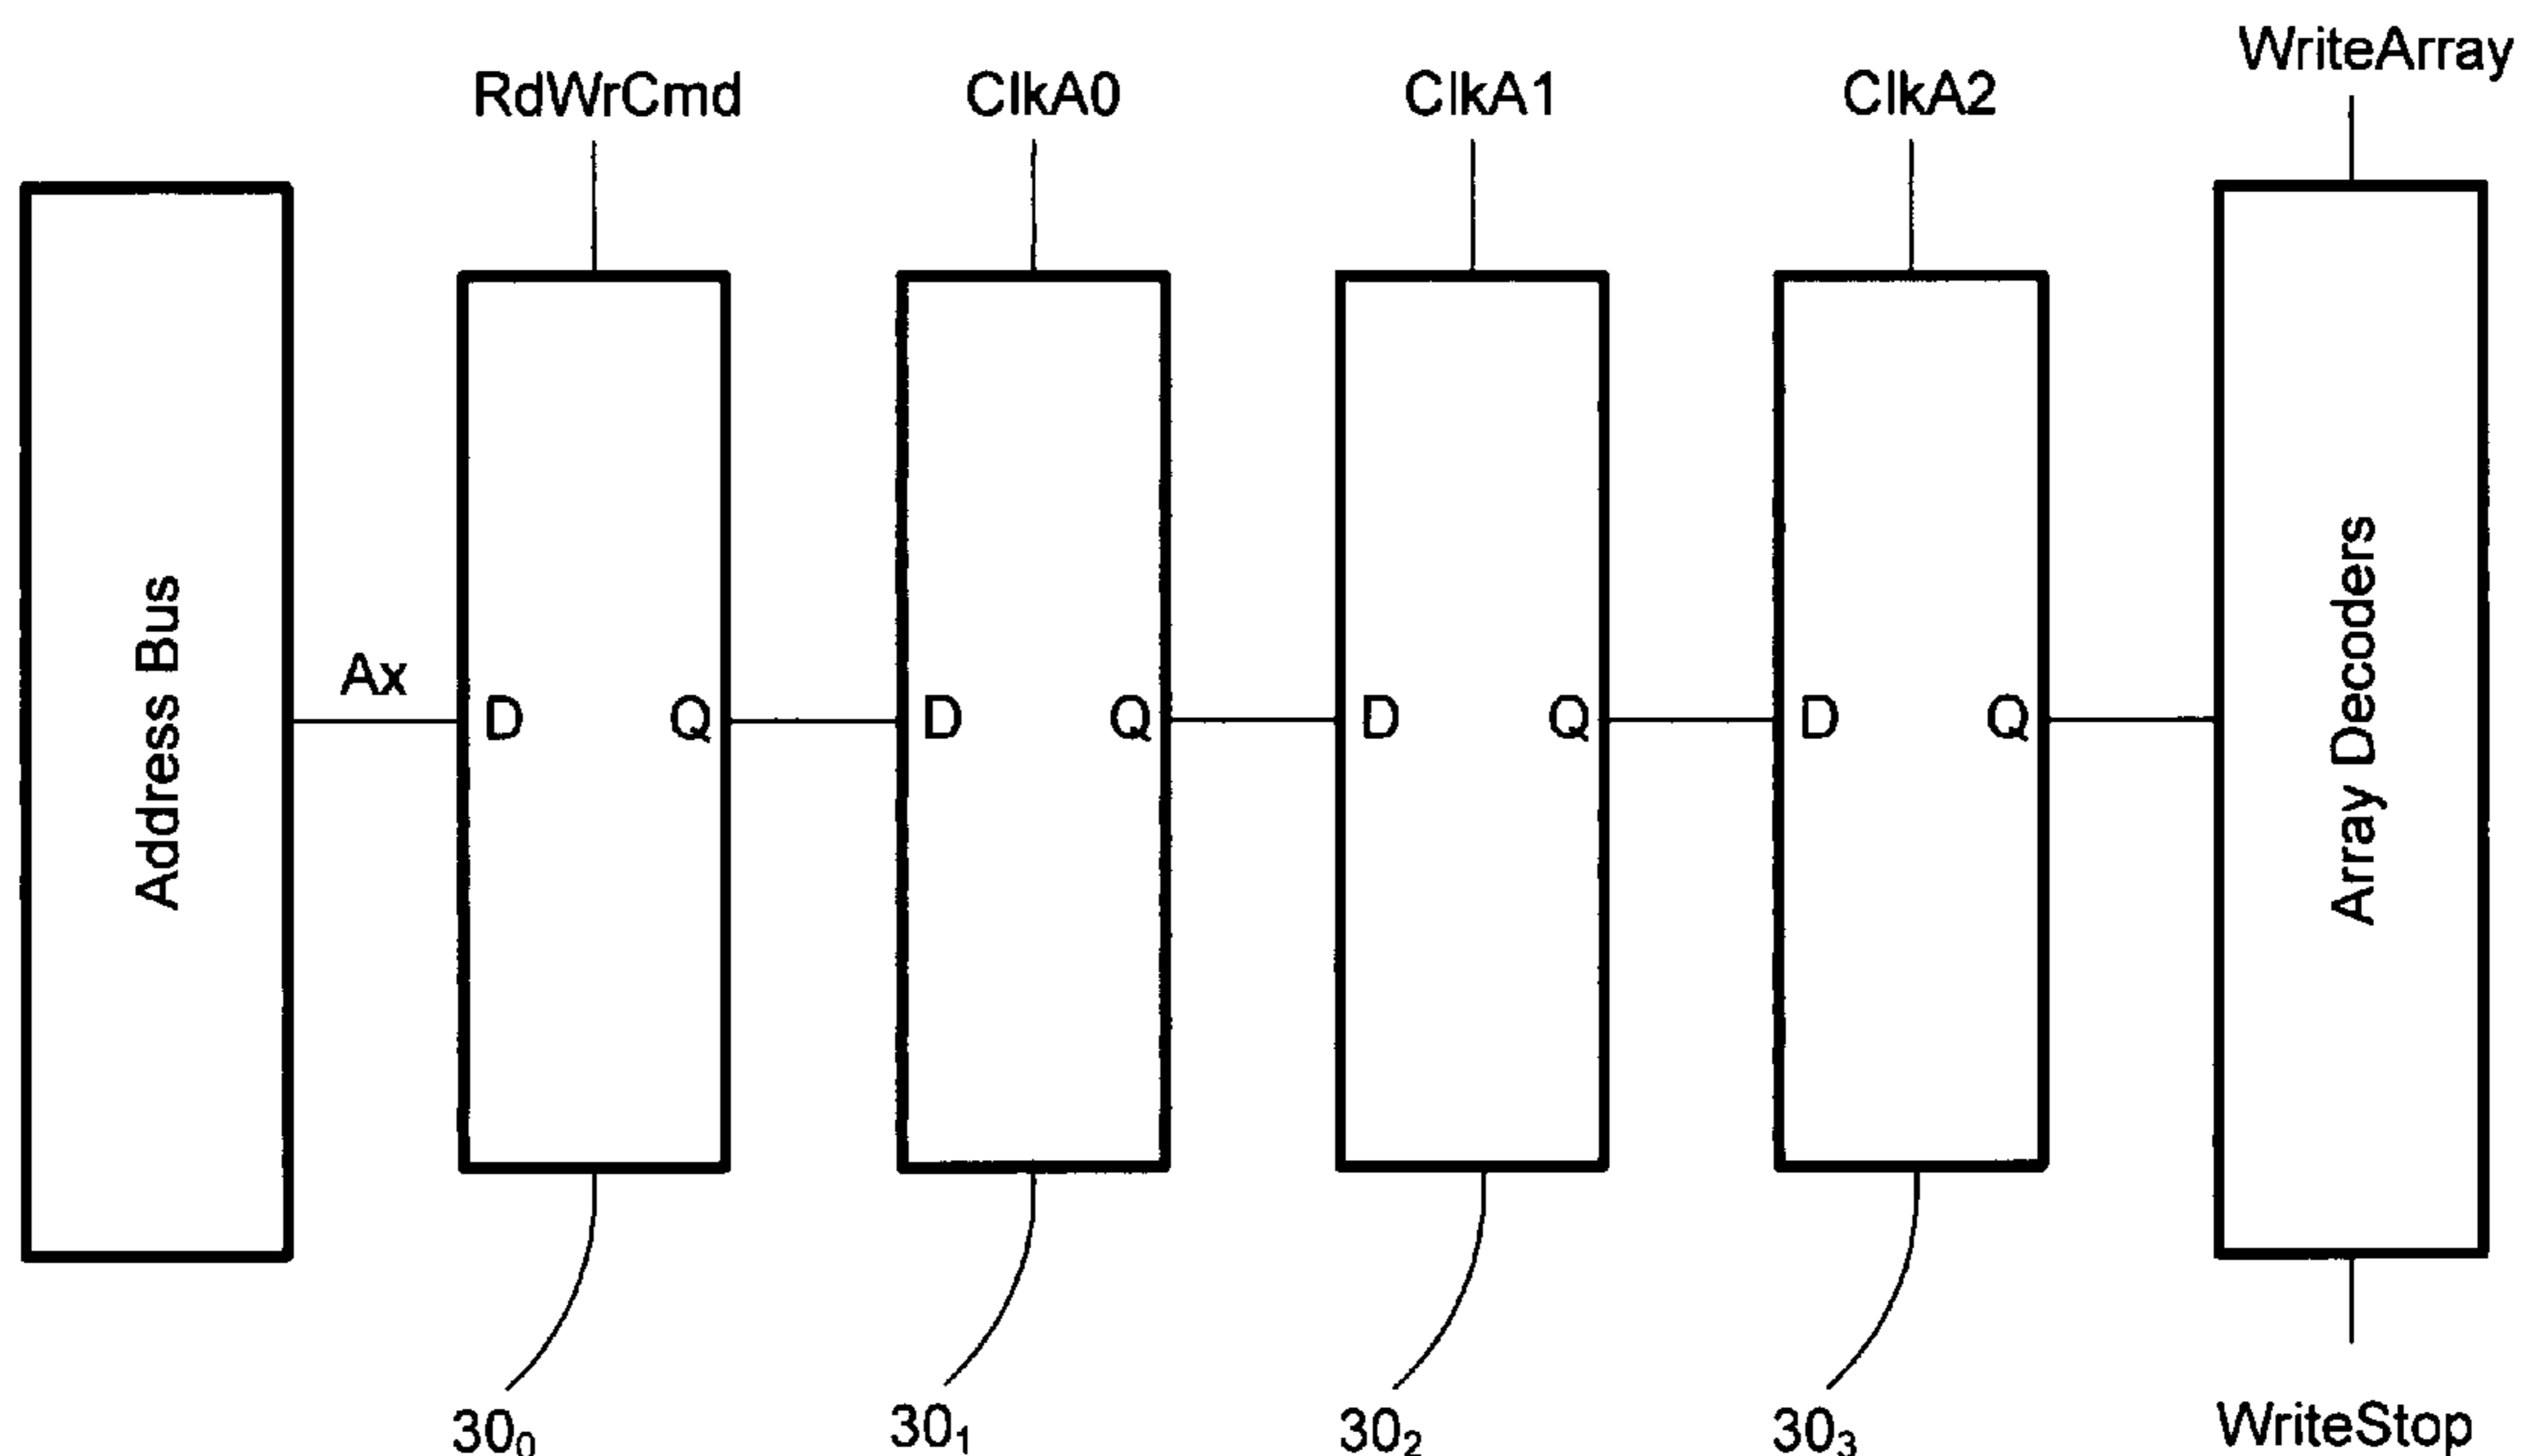 WriteArray
RdWrCmd
ClkA0
ClkA1
ClkA2
Address Bus
Ax
D
Q
D
Q
D
Q
D
Q
Array Decoders
30₀
30₁
30₂
30₃
WriteStop